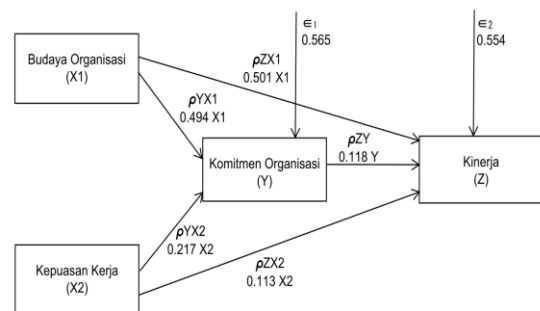 Budaya Organisasi
(X1)
ρYX1
0.494 X1
ρZX1
0.501 X1
∈1
0.565
∈2
0.554
Komitmen Organisasi
(Y)
ρZY
0.118 Y
Kinerja
(Z)
ρYX2
0.217 X2
ρZX2
0.113 X2
Kepuasan Kerja
(X2)